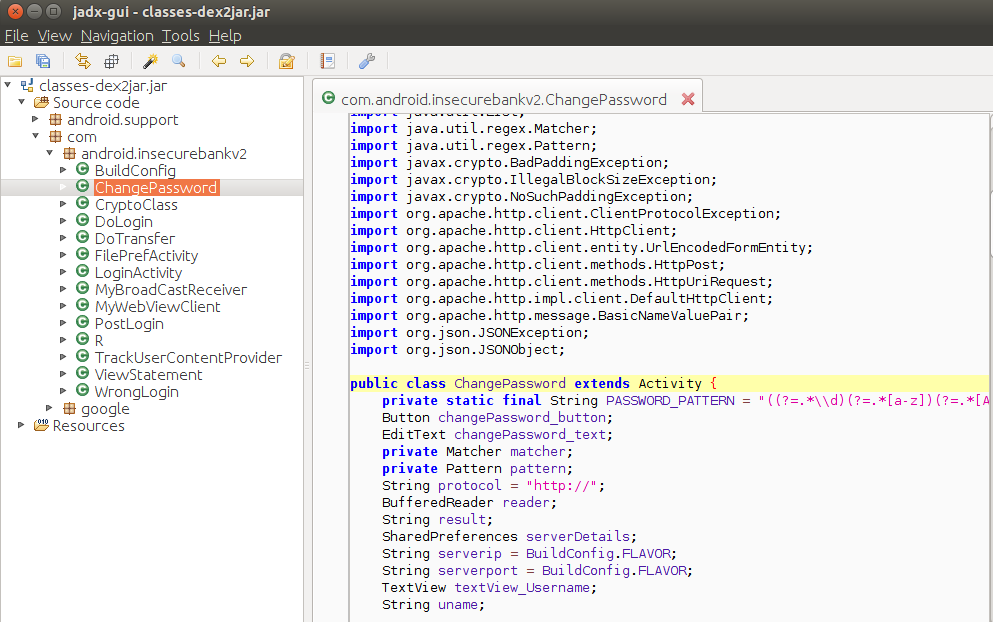 jadx-gui - classes-dex2jar.jar
File View Navigation Tools Help
classes-dex2jar.jar
Source code
android.support
com
android.insecurebankv2
BuildConfig
ChangePassword
CryptoClass
DoLogin
DoTransfer
FilePrefActivity
LoginActivity
MyBroadCastReceiver
MyWebViewClient
PostLogin
R
TrackUserContentProvider
ViewStatement
WrongLogin
google
Resources
com.android.insecurebankv2.ChangePassword
import java.util.List;
import java.util.regex.Matcher;
import java.util.regex.Pattern;
import javax.crypto.BadPaddingException;
import javax.crypto.IllegalBlockSizeException;
import javax.crypto.NoSuchPaddingException;
import org.apache.http.client.ClientProtocolException;
import org.apache.http.client.HttpClient;
import org.apache.http.client.entity.UrlEncodedFormEntity;
import org.apache.http.client.methods.HttpPost;
import org.apache.http.client.methods.HttpUriRequest;
import org.apache.http.impl.client.DefaultHttpClient;
import org.apache.http.message.BasicNameValuePair;
import org.json.JSONException;
import org.json.JSONObject;
public class ChangePassword extends Activity {
private static final String PASSWORD_PATTERN = "((?=.*\\d)(?=.*[a-z])(?=.*[A
Button changePassword_button;
EditText changePassword_text;
private Matcher matcher;
private Pattern pattern;
String protocol = "http://";
BufferedReader reader;
String result;
SharedPreferences serverDetails;
String serverip = BuildConfig.FLAVOR;
String serverport = BuildConfig.FLAVOR;
TextView textView_Username;
String uname;